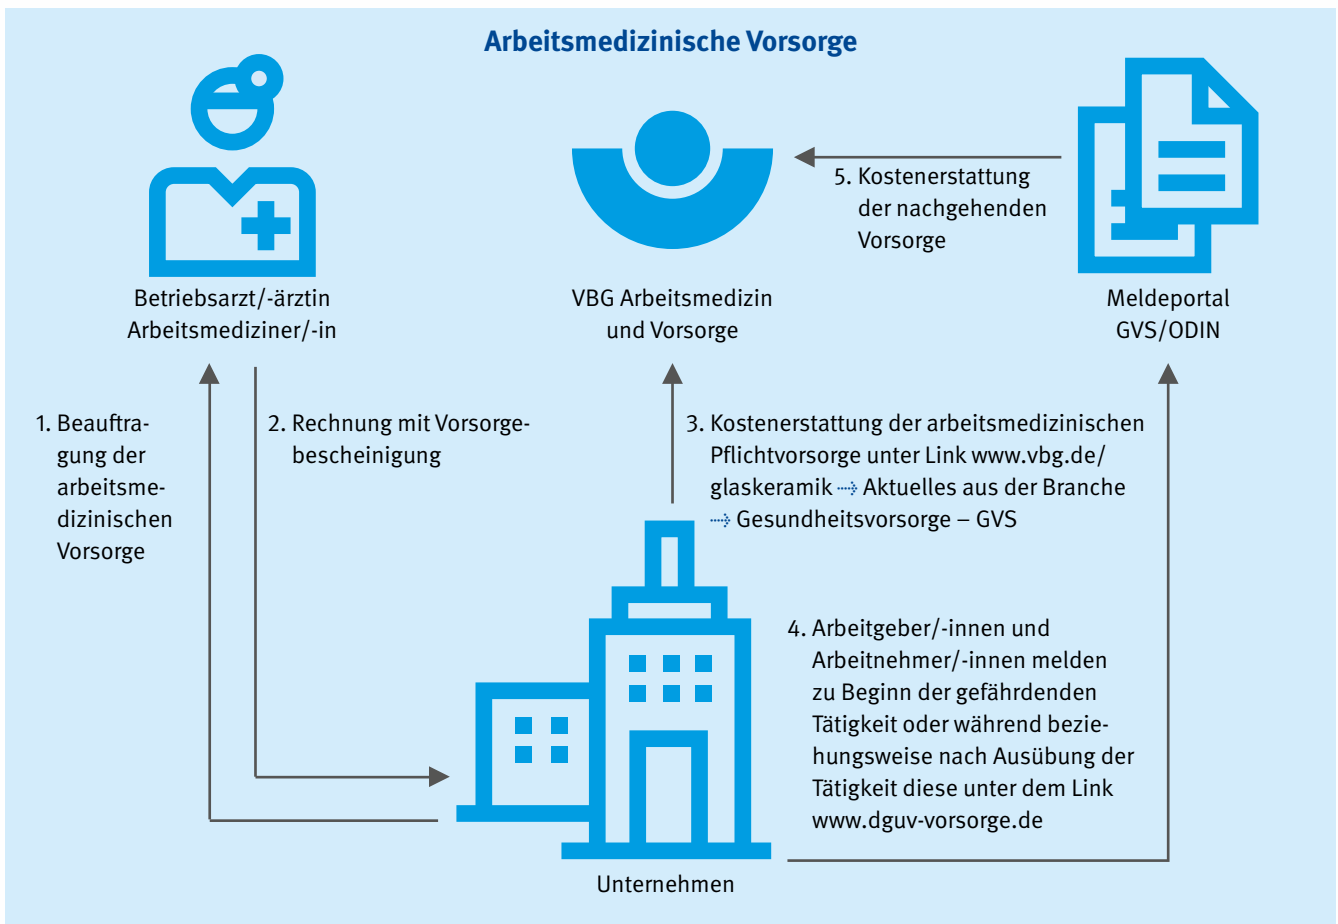 Arbeitsmedizinische Vorsorge
Betriebsarzt/-ärztin
Arbeitsmediziner/-in
VBG Arbeitsmedizin
und Vorsorge
5. Kostenerstattung
der nachgehenden
Vorsorge
Meldeportal
GVS/ODIN
1. Beauftra-
gung der
arbeitsme-
dizinischen
Vorsorge
2. Rechnung mit Vorsorge-
bescheinigung
3. Kostenerstattung der arbeitsmedizinischen
Pflichtvorsorge unter Link www.vbg.de/
glaskeramik ⇢ Aktuelles aus der Branche
⇢ Gesundheitsvorsorge – GVS
4. Arbeitgeber/-innen und
Arbeitnehmer/-innen melden
zu Beginn der gefährdenden
Tätigkeit oder während bezie-
hungsweise nach Ausübung der
Tätigkeit diese unter dem Link
www.dguv-vorsorge.de
Unternehmen